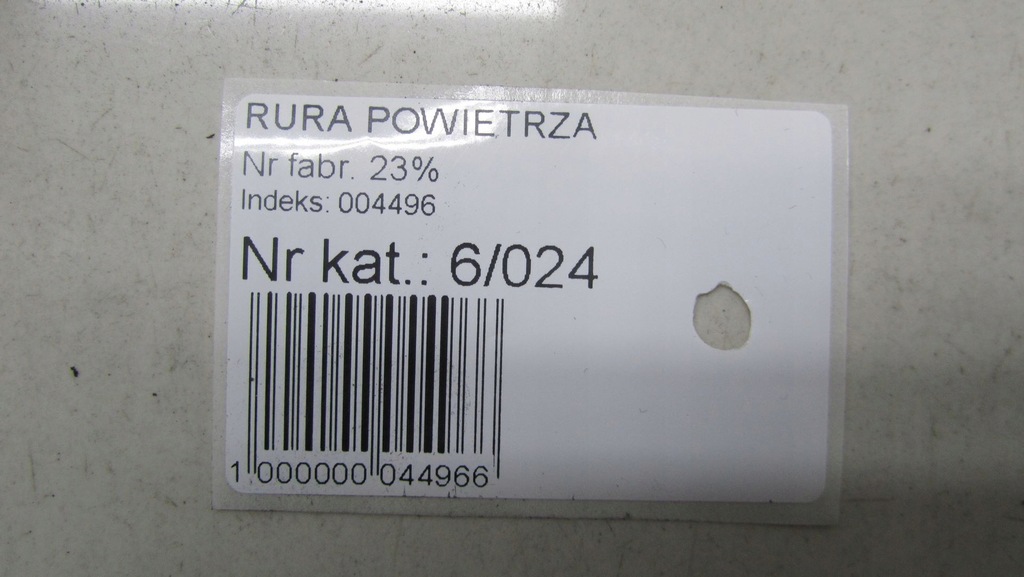 RURA POWIETRZA
Nr fabr. 23%
Indeks: 004496
Nr kat.: 6/024
1 000000 044966